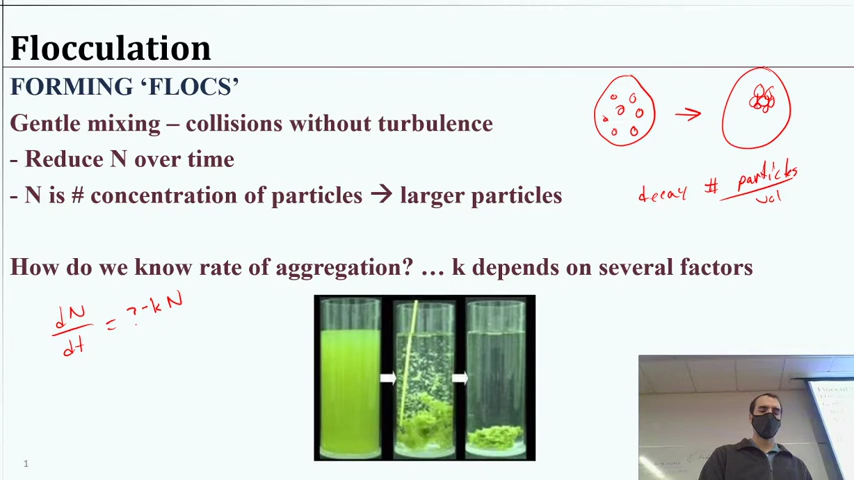 Flocculation
FORMING ‘FLOCS’
Gentle mixing – collisions without turbulence
- Reduce N over time
- N is # concentration of particles → larger particles
decay # particles
vol
How do we know rate of aggregation? … k depends on several factors
dN
dt
= ? -kN
1